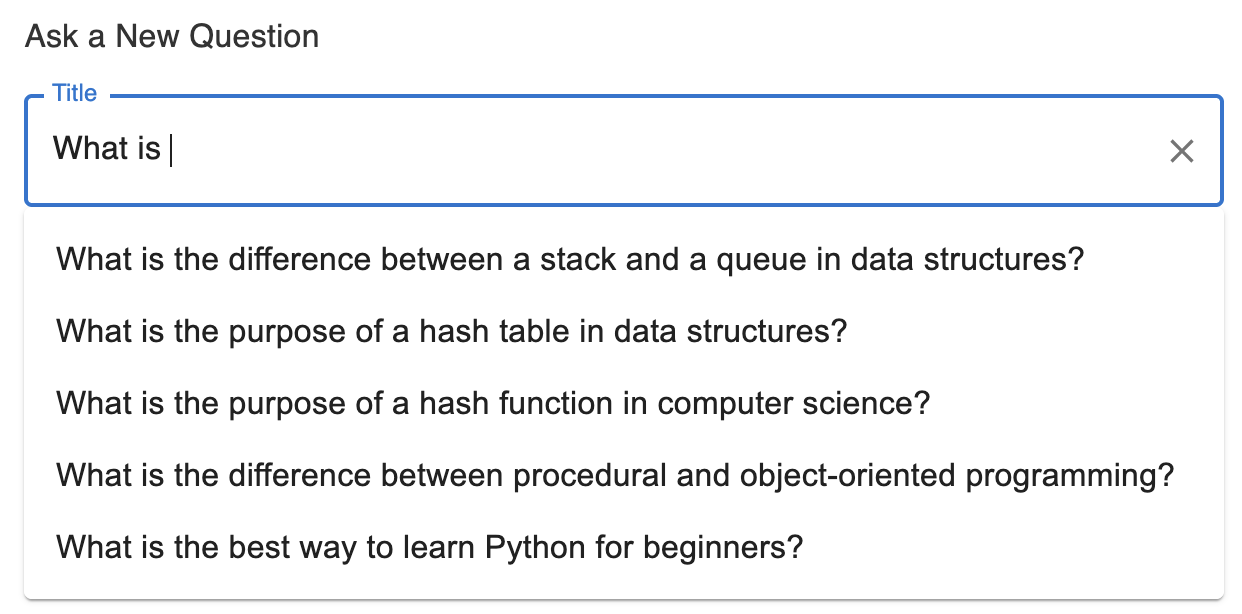 Ask a New Question
Title
What is
What is the difference between a stack and a queue in data structures?
What is the purpose of a hash table in data structures?
What is the purpose of a hash function in computer science?
What is the difference between procedural and object-oriented programming?
What is the best way to learn Python for beginners?